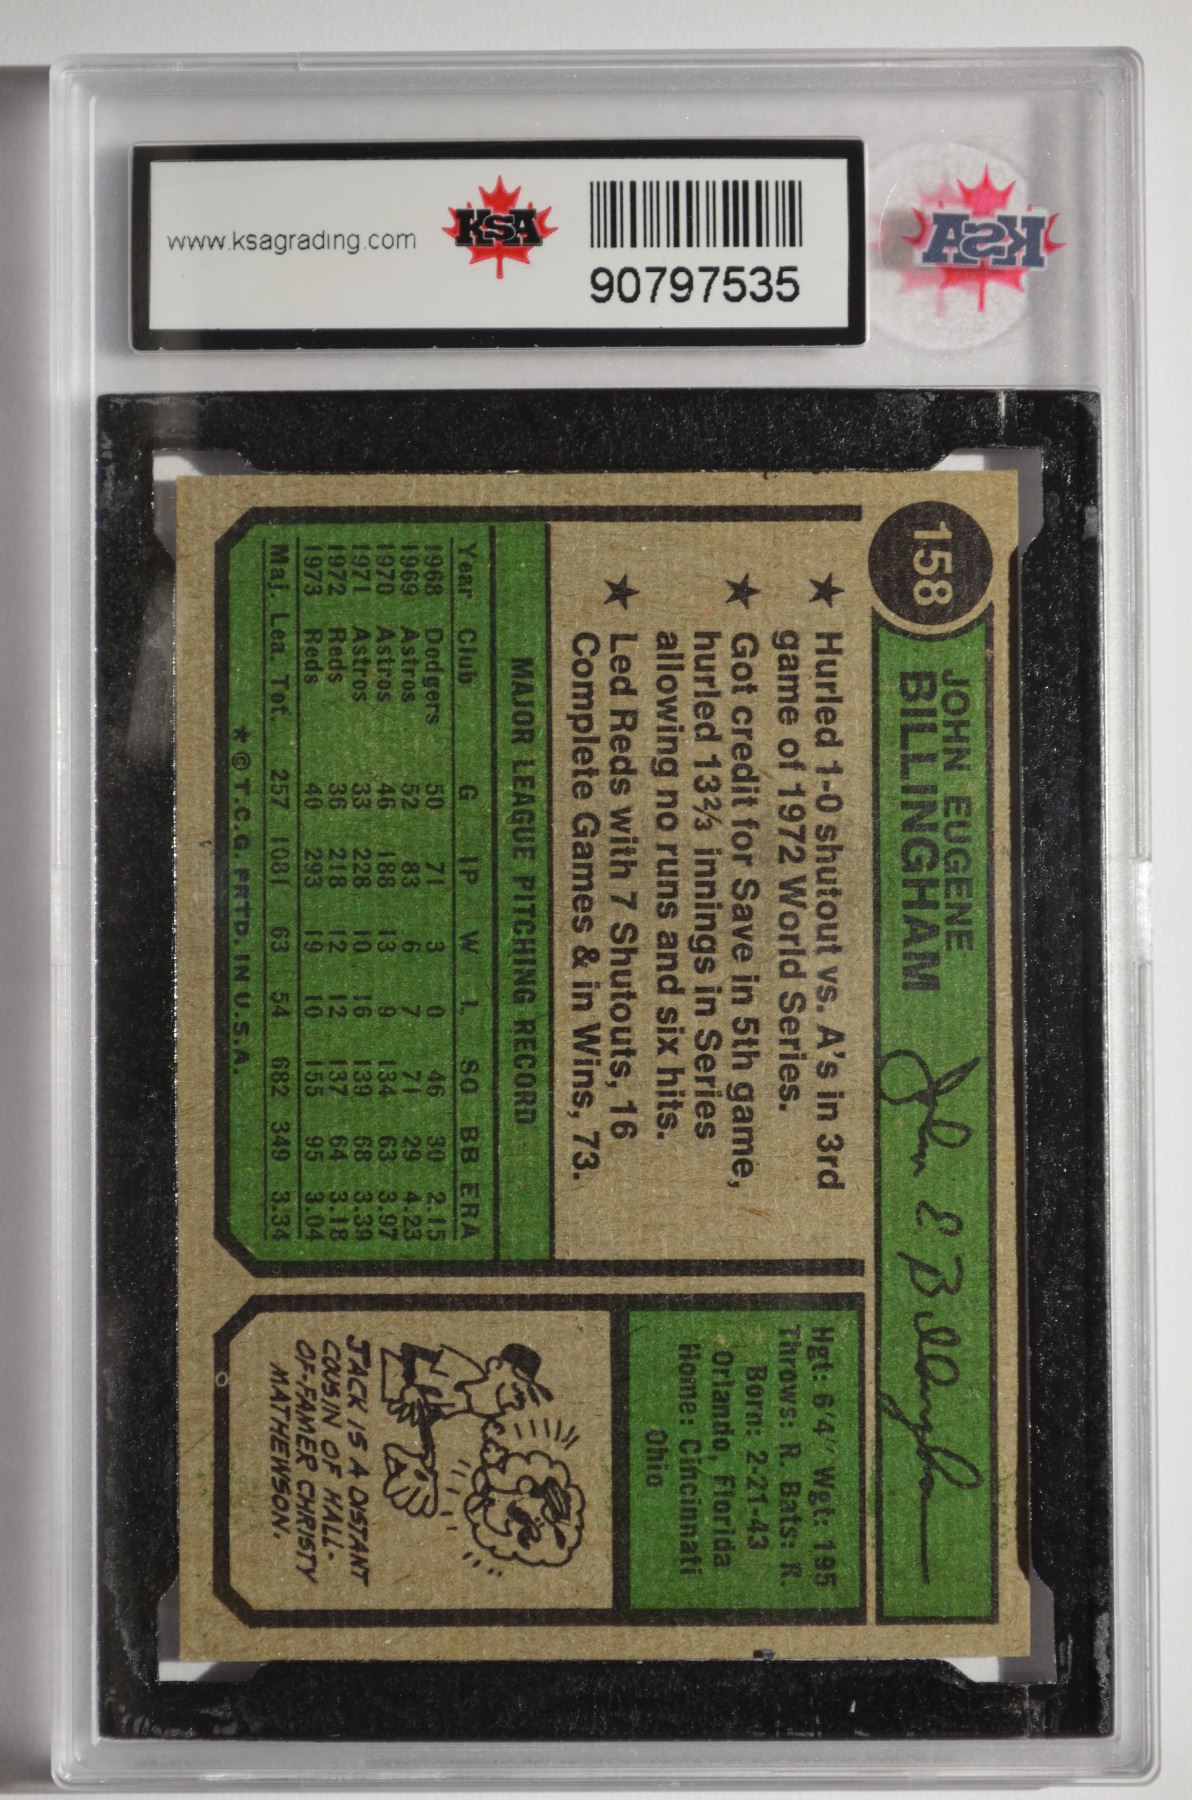 www.ksagrading.com
KSA
90797535
KSA
158
JOHN EUGENE
BILLINGHAM
John E Billingham
★ Hurled 1-0 shutout vs. A's in 3rd
game of 1972 World Series.
★ Got credit for Save in 5th game,
hurled 13⅔ innings in Series
allowing no runs and six hits.
★ Led Reds with 7 Shutouts, 16
Complete Games & in Wins, 73.
MAJOR LEAGUE PITCHING RECORD
Year Club G IP W L SO BB ERA
1968 Dodgers 50 71 3 0 46 30 2.15
1969 Astros 52 83 6 7 71 29 4.23
1970 Astros 46 188 13 9 134 63 3.97
1971 Astros 33 228 10 16 139 68 3.39
1972 Reds 36 218 12 12 137 64 3.18
1973 Reds 40 293 19 10 155 95 3.04
Maj. Lea. Tot. 257 1081 63 54 682 349 3.34
* © T.C.G. PRTD. IN U.S.A.
Hgt: 6'4" Wgt: 195
Throws: R. Bats: R.
Born: 2-21-43
Orlando, Florida
Home: Cincinnati
Ohio
JACK IS A DISTANT
COUSIN OF HALL-
OF-FAMER CHRISTY
MATHEWSON.